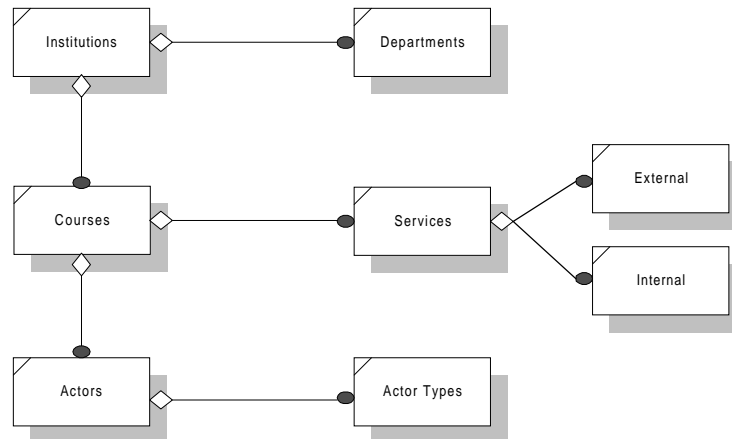 Institutions
Departments
External
Courses
Services
Internal
Actors
Actor Types